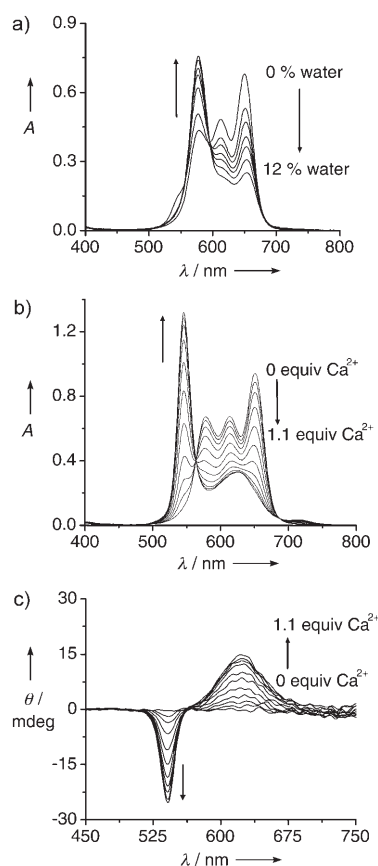 a)
0.9
0.6
0.3
0.0
A
0 % water
12 % water
400 500 600 700 800
λ / nm
b)
1.2
0.8
0.4
0.0
A
0 equiv Ca²⁺
1.1 equiv Ca²⁺
400 500 600 700 800
λ / nm
c)
30
15
0
-15
-30
θ /
mdeg
1.1 equiv Ca²⁺
0 equiv Ca²⁺
450 525 600 675 750
λ / nm